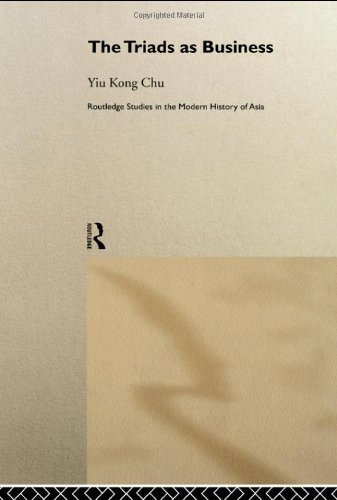 Copyrighted Material
The Triads as Business
Yiu Kong Chu
Routledge Studies in the Modern History of Asia
R
ROUTLEDGE